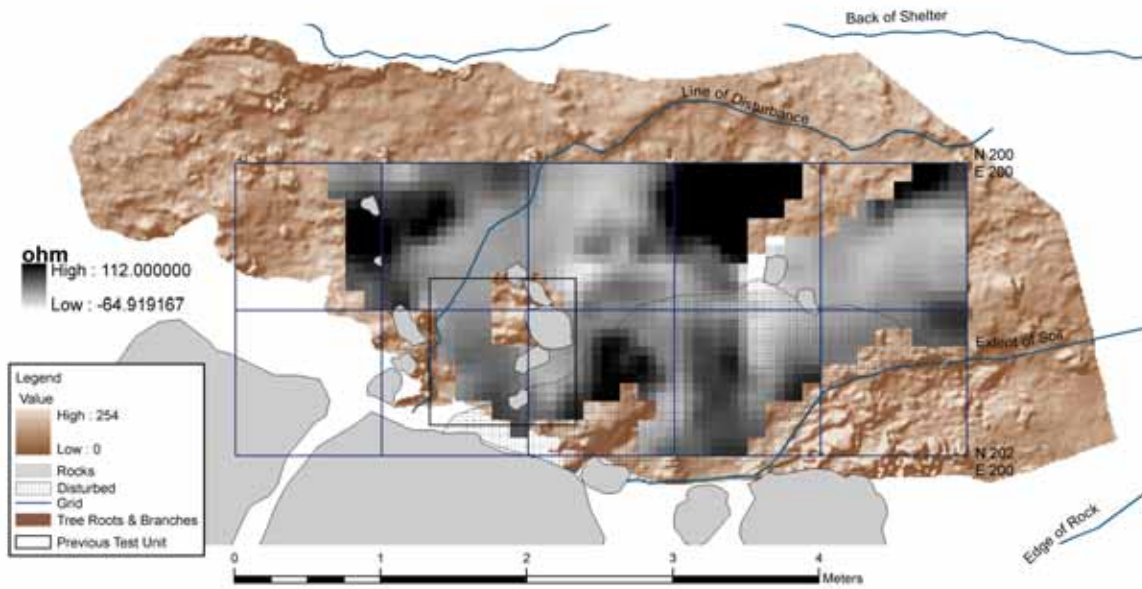 Back of Shelter
Line of Disturbance
N 200
E 200
ohm
High : 112.000000
Low : -64.919167
Extent of Soil
Legend
Value
High : 254
Low : 0
Rocks
Disturbed
Grid
Tree Roots & Branches
Previous Test Unit
N 202
E 200
Edge of Rock
0 1 2 3 4
Meters